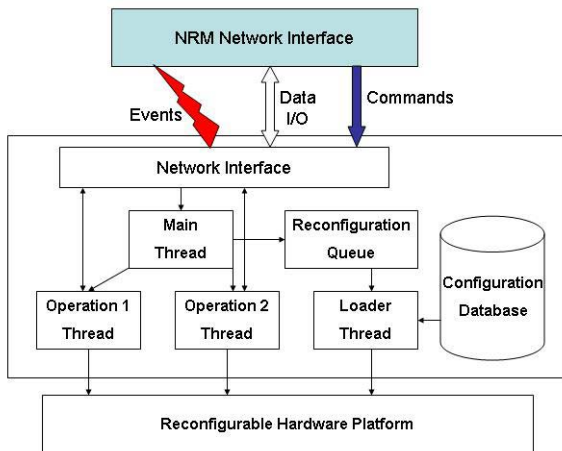 NRM Network Interface
Events
Data
I/O
Commands
Network Interface
Main
Thread
Reconfiguration
Queue
Configuration
Database
Operation 1
Thread
Operation 2
Thread
Loader
Thread
Reconfigurable Hardware Platform